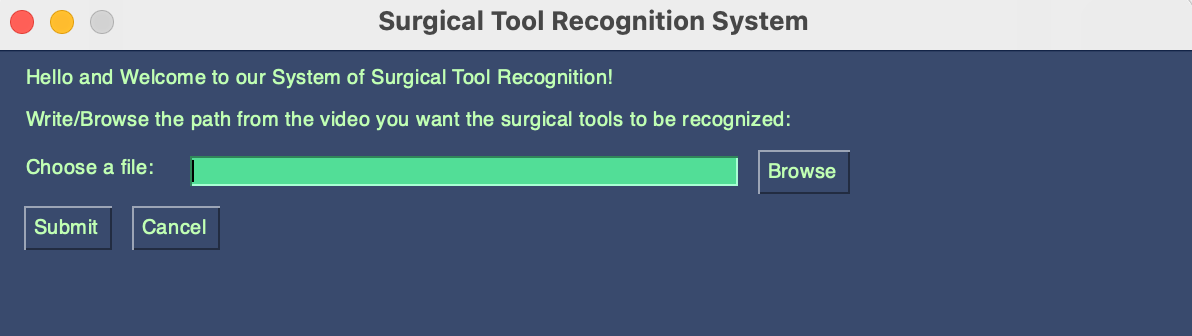 Surgical Tool Recognition System
Hello and Welcome to our System of Surgical Tool Recognition!
Write/Browse the path from the video you want the surgical tools to be recognized:
Choose a file: Browse
Submit Cancel